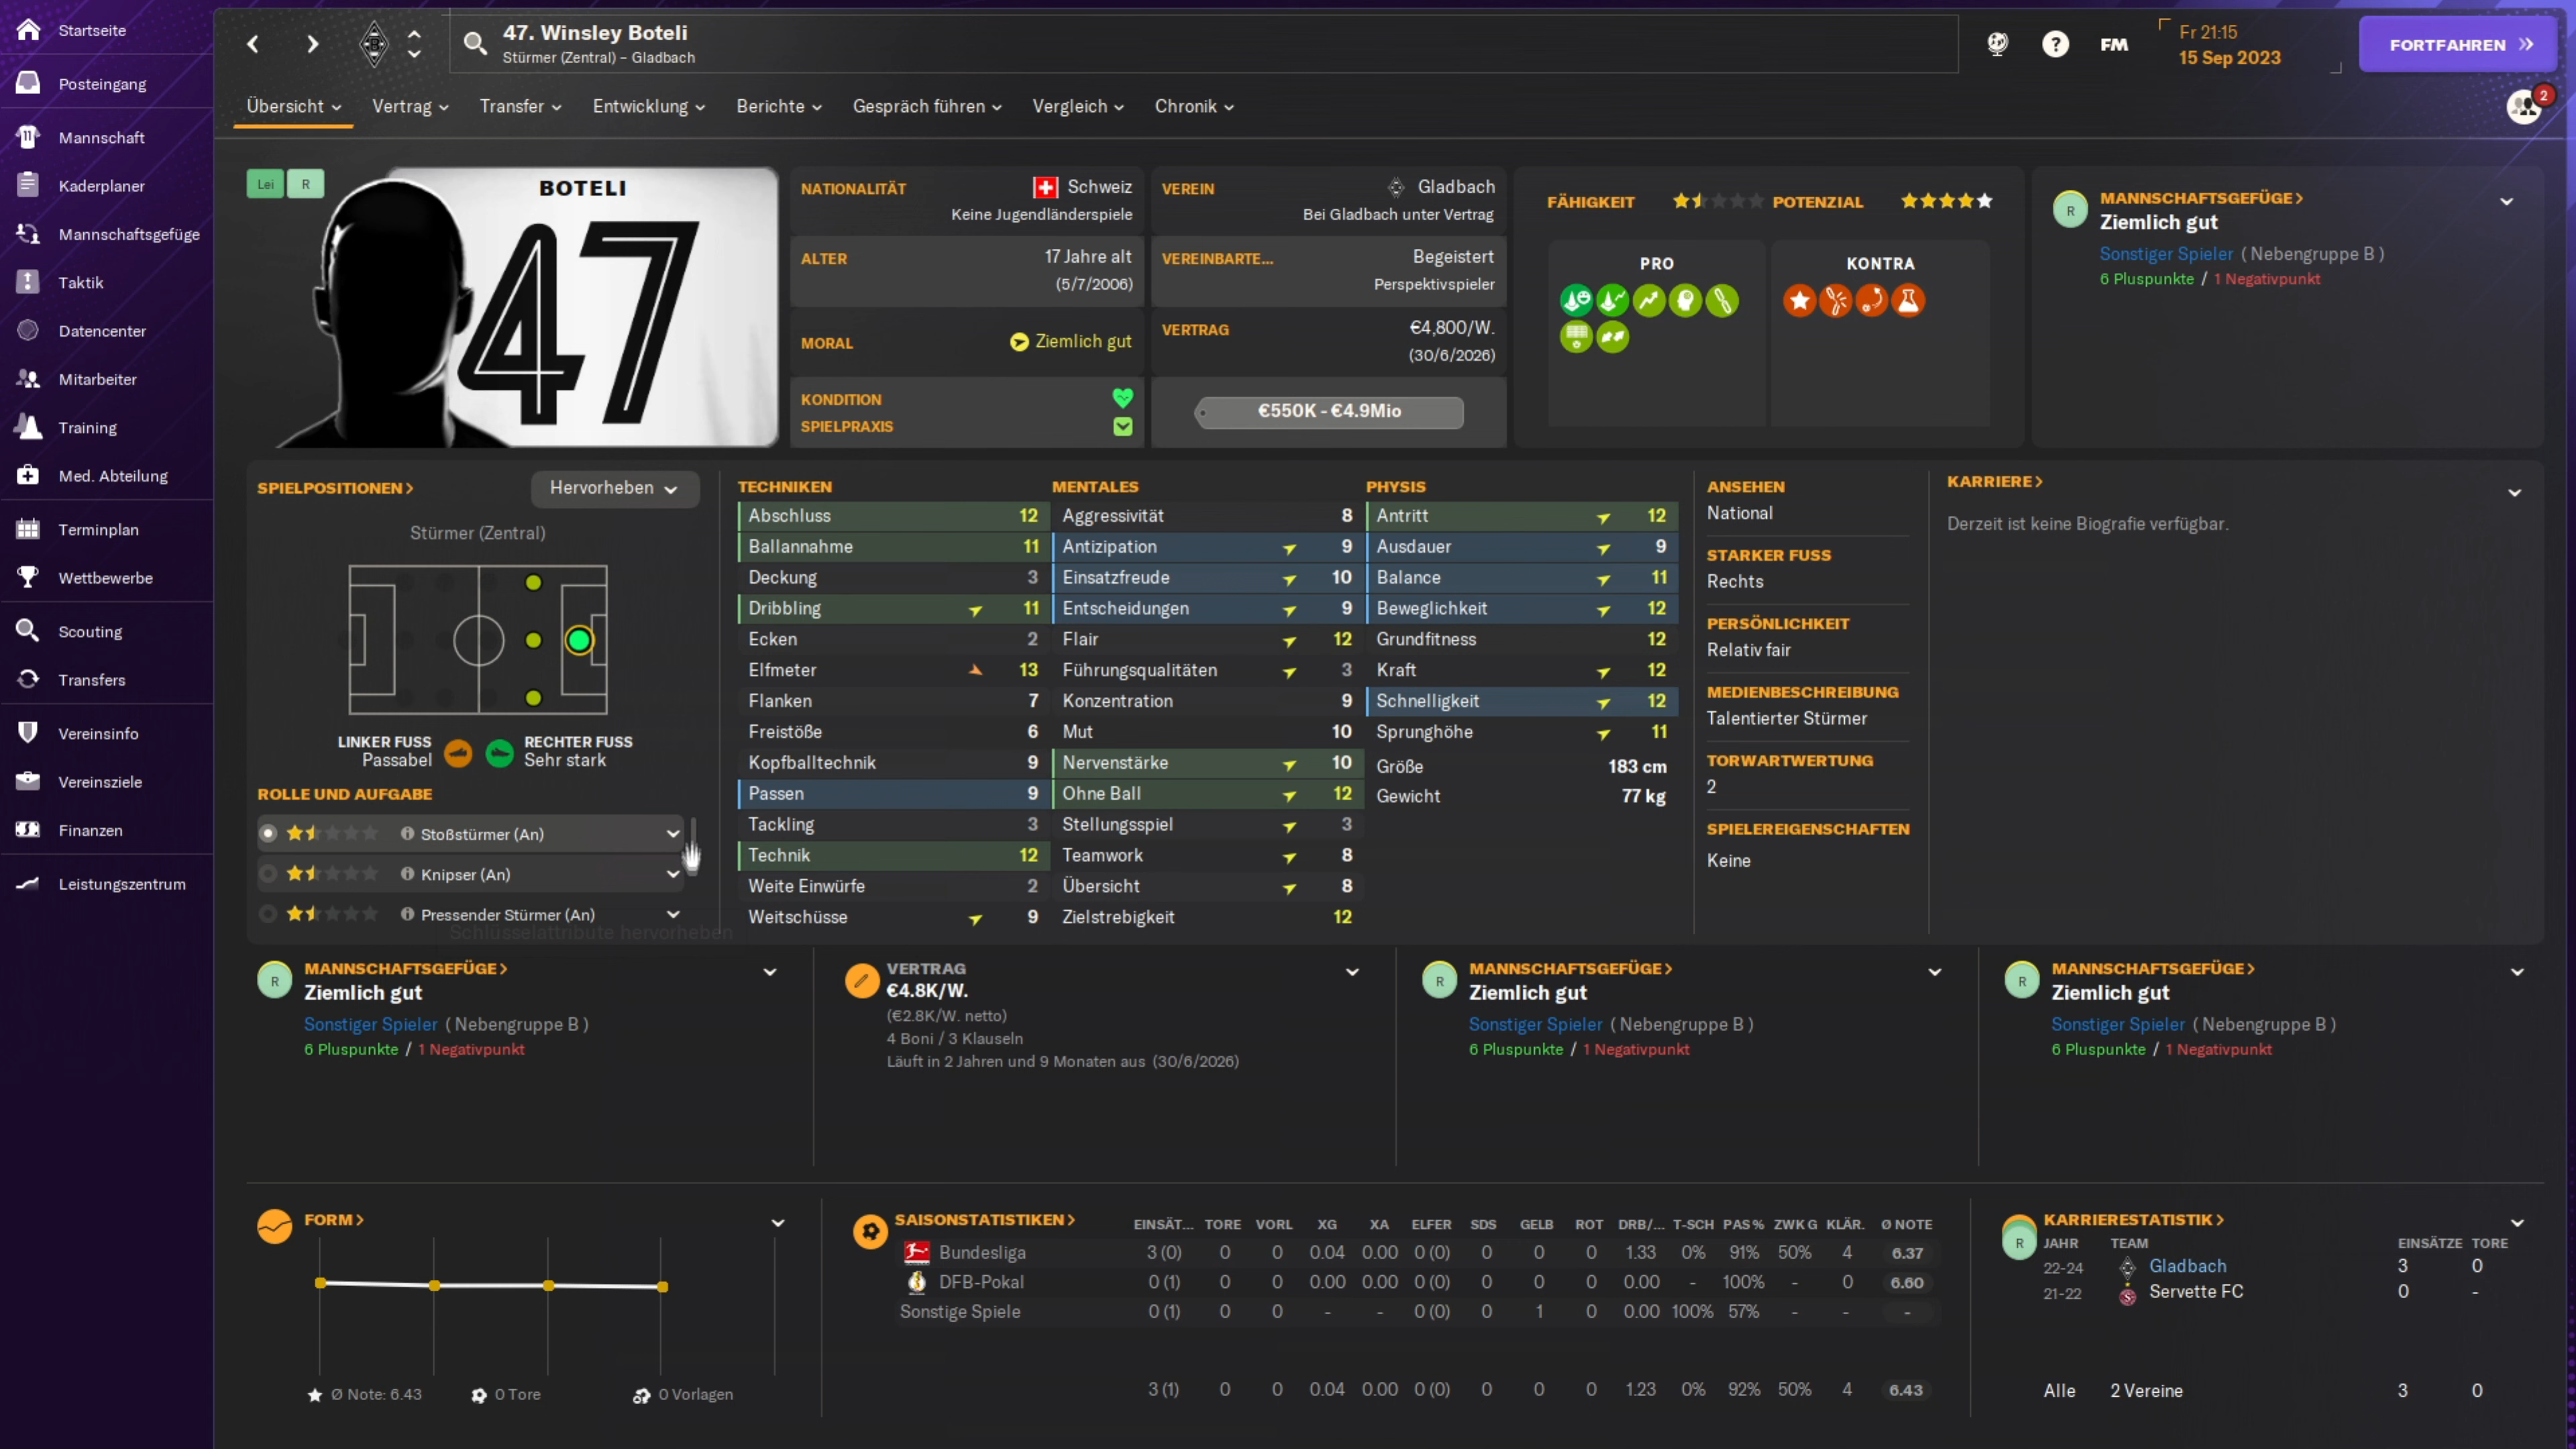 Startseite
Posteingang
Mannschaft
Kaderplaner
Mannschaftsgefüge
Taktik
Datencenter
Mitarbeiter
Training
Med. Abteilung
Terminplan
Wettbewerbe
Scouting
Transfers
Vereinsinfo
Vereinsziele
Finanzen
Leistungszentrum
47. Winsley Boteli
Stürmer (Zentral) – Gladbach
FM
Fr 21:15
15 Sep 2023
FORTFAHREN
Übersicht Vertrag Transfer Entwicklung Berichte Gespräch führen Vergleich Chronik
2
Lei R
BOTELI
47
NATIONALITÄT Schweiz
Keine Jugendländerspiele
ALTER 17 Jahre alt
(5/7/2006)
MORAL Ziemlich gut
KONDITION
SPIELPRAXIS
VEREIN Gladbach
Bei Gladbach unter Vertrag
VEREINBARTE... Begeistert
Perspektivspieler
VERTRAG €4,800/W.
(30/6/2026)
€550K - €4.9Mio
FÄHIGKEIT POTENZIAL
PRO KONTRA
R
MANNSCHAFTSGEFÜGE
Ziemlich gut
Sonstiger Spieler ( Nebengruppe B )
6 Pluspunkte / 1 Negativpunkt
SPIELPOSITIONEN Hervorheben
Stürmer (Zentral)
LINKER FUSS
Passabel
RECHTER FUSS
Sehr stark
ROLLE UND AUFGABE
Stoßstürmer (An)
Knipser (An)
Pressender Stürmer (An)
Schlüsselattribute hervorheben
TECHNIKEN
Abschluss 12
Ballannahme 11
Deckung 3
Dribbling 11
Ecken 2
Elfmeter 13
Flanken 7
Freistöße 6
Kopfballtechnik 9
Passen 9
Tackling 3
Technik 12
Weite Einwürfe 2
Weitschüsse 9
MENTALES
Aggressivität 8
Antizipation 9
Einsatzfreude 10
Entscheidungen 9
Flair 12
Führungsqualitäten 3
Konzentration 9
Mut 10
Nervenstärke 10
Ohne Ball 12
Stellungsspiel 3
Teamwork 8
Übersicht 8
Zielstrebigkeit 12
PHYSIS
Antritt 12
Ausdauer 9
Balance 11
Beweglichkeit 12
Grundfitness 12
Kraft 12
Schnelligkeit 12
Sprunghöhe 11
Größe 183 cm
Gewicht 77 kg
ANSEHEN
National
STARKER FUSS
Rechts
PERSÖNLICHKEIT
Relativ fair
MEDIENBESCHREIBUNG
Talentierter Stürmer
TORWARTWERTUNG
2
SPIELEREIGENSCHAFTEN
Keine
KARRIERE
Derzeit ist keine Biografie verfügbar.
R
MANNSCHAFTSGEFÜGE
Ziemlich gut
Sonstiger Spieler ( Nebengruppe B )
6 Pluspunkte / 1 Negativpunkt
VERTRAG
€4.8K/W.
(€2.8K/W. netto)
4 Boni / 3 Klauseln
Läuft in 2 Jahren und 9 Monaten aus (30/6/2026)
R
MANNSCHAFTSGEFÜGE
Ziemlich gut
Sonstiger Spieler ( Nebengruppe B )
6 Pluspunkte / 1 Negativpunkt
R
MANNSCHAFTSGEFÜGE
Ziemlich gut
Sonstiger Spieler ( Nebengruppe B )
6 Pluspunkte / 1 Negativpunkt
FORM
Ø Note: 6.43 0 Tore 0 Vorlagen
SAISONSTATISTIKEN EINSÄT... TORE VORL XG XA ELFER SDS GELB ROT DRB/... T-SCH PAS % ZWK G KLÄR. Ø NOTE
Bundesliga 3 (0) 0 0 0.04 0.00 0 (0) 0 0 0 1.33 0% 91% 50% 4 6.37
DFB-Pokal 0 (1) 0 0 0.00 0.00 0 (0) 0 0 0 0.00 - 100% - 0 6.60
Sonstige Spiele 0 (1) 0 0 - - 0 (0) 0 1 0 0.00 100% 57% - - -
3 (1) 0 0 0.04 0.00 0 (0) 0 0 0 1.23 0% 92% 50% 4 6.43
R
KARRIERESTATISTIK
JAHR TEAM EINSÄTZE TORE
22-24 Gladbach 3 0
21-22 Servette FC 0 -
Alle 2 Vereine 3 0